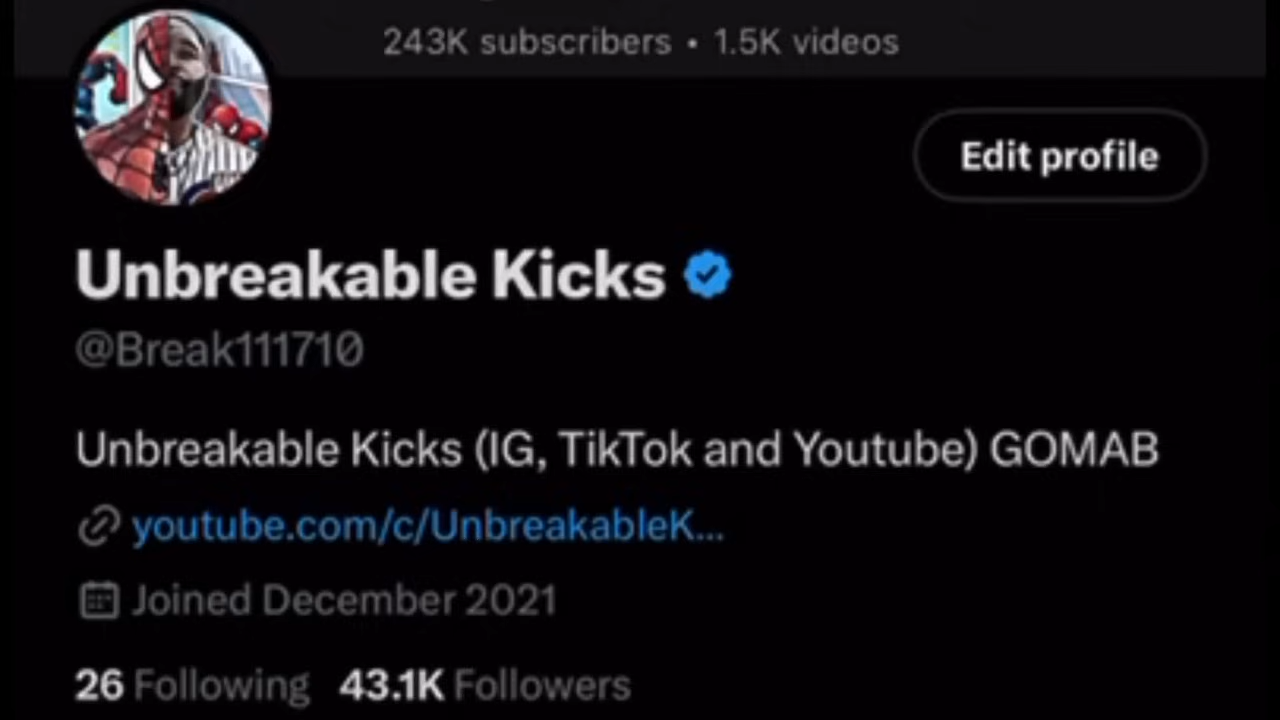 243K subscribers • 1.5K videos
Edit profile
Unbreakable Kicks
@Break111710
Unbreakable Kicks (IG, TikTok and Youtube) GOMAB
youtube.com/c/UnbreakableK...
Joined December 2021
26 Following 43.1K Followers